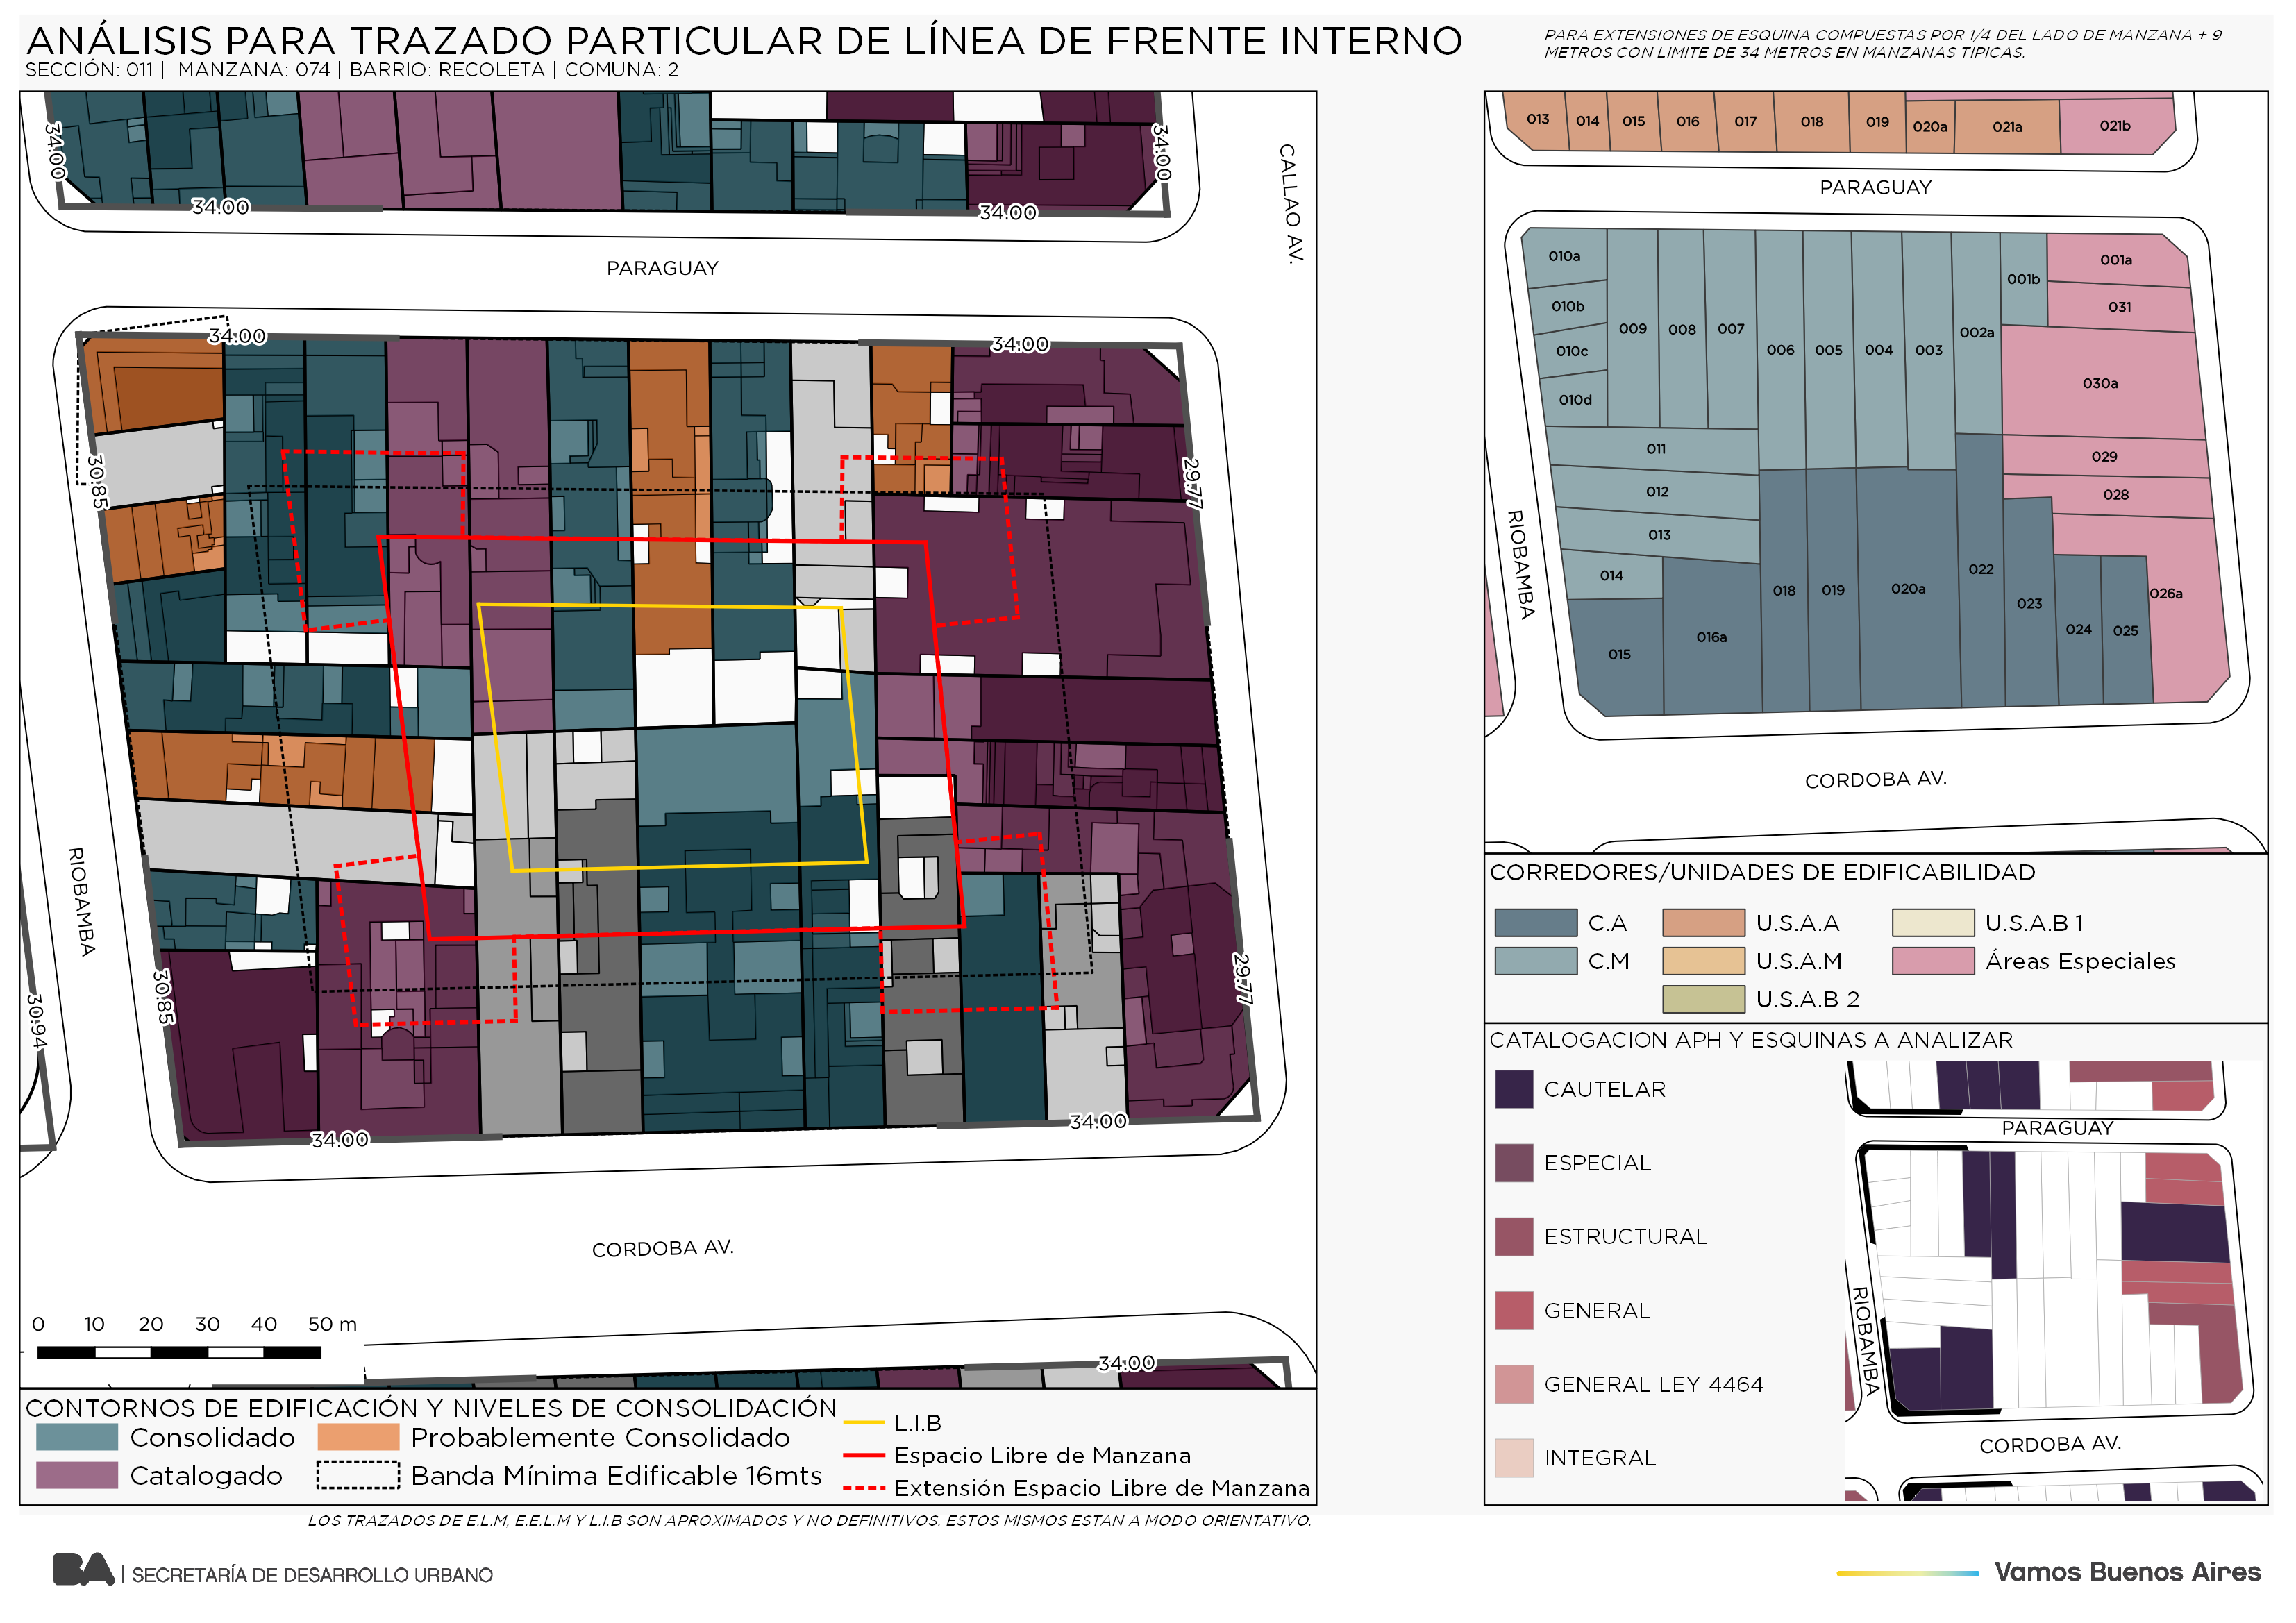 ANÁLISIS PARA TRAZADO PARTICULAR DE LÍNEA DE FRENTE INTERNO
SECCIÓN: 011 | MANZANA: 074 | BARRIO: RECOLETA | COMUNA: 2
PARA EXTENSIONES DE ESQUINA COMPUESTAS POR 1/4 DEL LADO DE MANZANA + 9
METROS CON LIMITE DE 34 METROS EN MANZANAS TIPICAS.
34.00
34.00
34.00
34.00
CALLAO AV.
PARAGUAY
34.00
34.00
30.85
29.77
RIOBAMBA
30.85
29.77
30.94
34.00
34.00
CORDOBA AV.
0 10 20 30 40 50 m
34.00
CONTORNOS DE EDIFICACIÓN Y NIVELES DE CONSOLIDACIÓN
Consolidado
Probablemente Consolidado
Catalogado
Banda Mínima Edificable 16mts
L.I.B
Espacio Libre de Manzana
Extensión Espacio Libre de Manzana
013 014 015 016 017 018 019 020a 021a 021b
PARAGUAY
010a 001a
001b
010b 031
009 008 007 002a
010c 006 005 004 003
030a
010d
011 029
012 028
013
014 022
018 019 020a 026a
023
016a 024 025
015
RIOBAMBA
CORDOBA AV.
CORREDORES/UNIDADES DE EDIFICABILIDAD
C.A U.S.A.A U.S.A.B 1
C.M U.S.A.M Áreas Especiales
U.S.A.B 2
CATALOGACION APH Y ESQUINAS A ANALIZAR
CAUTELAR
ESPECIAL
ESTRUCTURAL
GENERAL
GENERAL LEY 4464
INTEGRAL
PARAGUAY
RIOBAMBA
CORDOBA AV.
LOS TRAZADOS DE E.L.M, E.E.L.M Y L.I.B SON APROXIMADOS Y NO DEFINITIVOS. ESTOS MISMOS ESTAN A MODO ORIENTATIVO.
BA | SECRETARÍA DE DESARROLLO URBANO
Vamos Buenos Aires